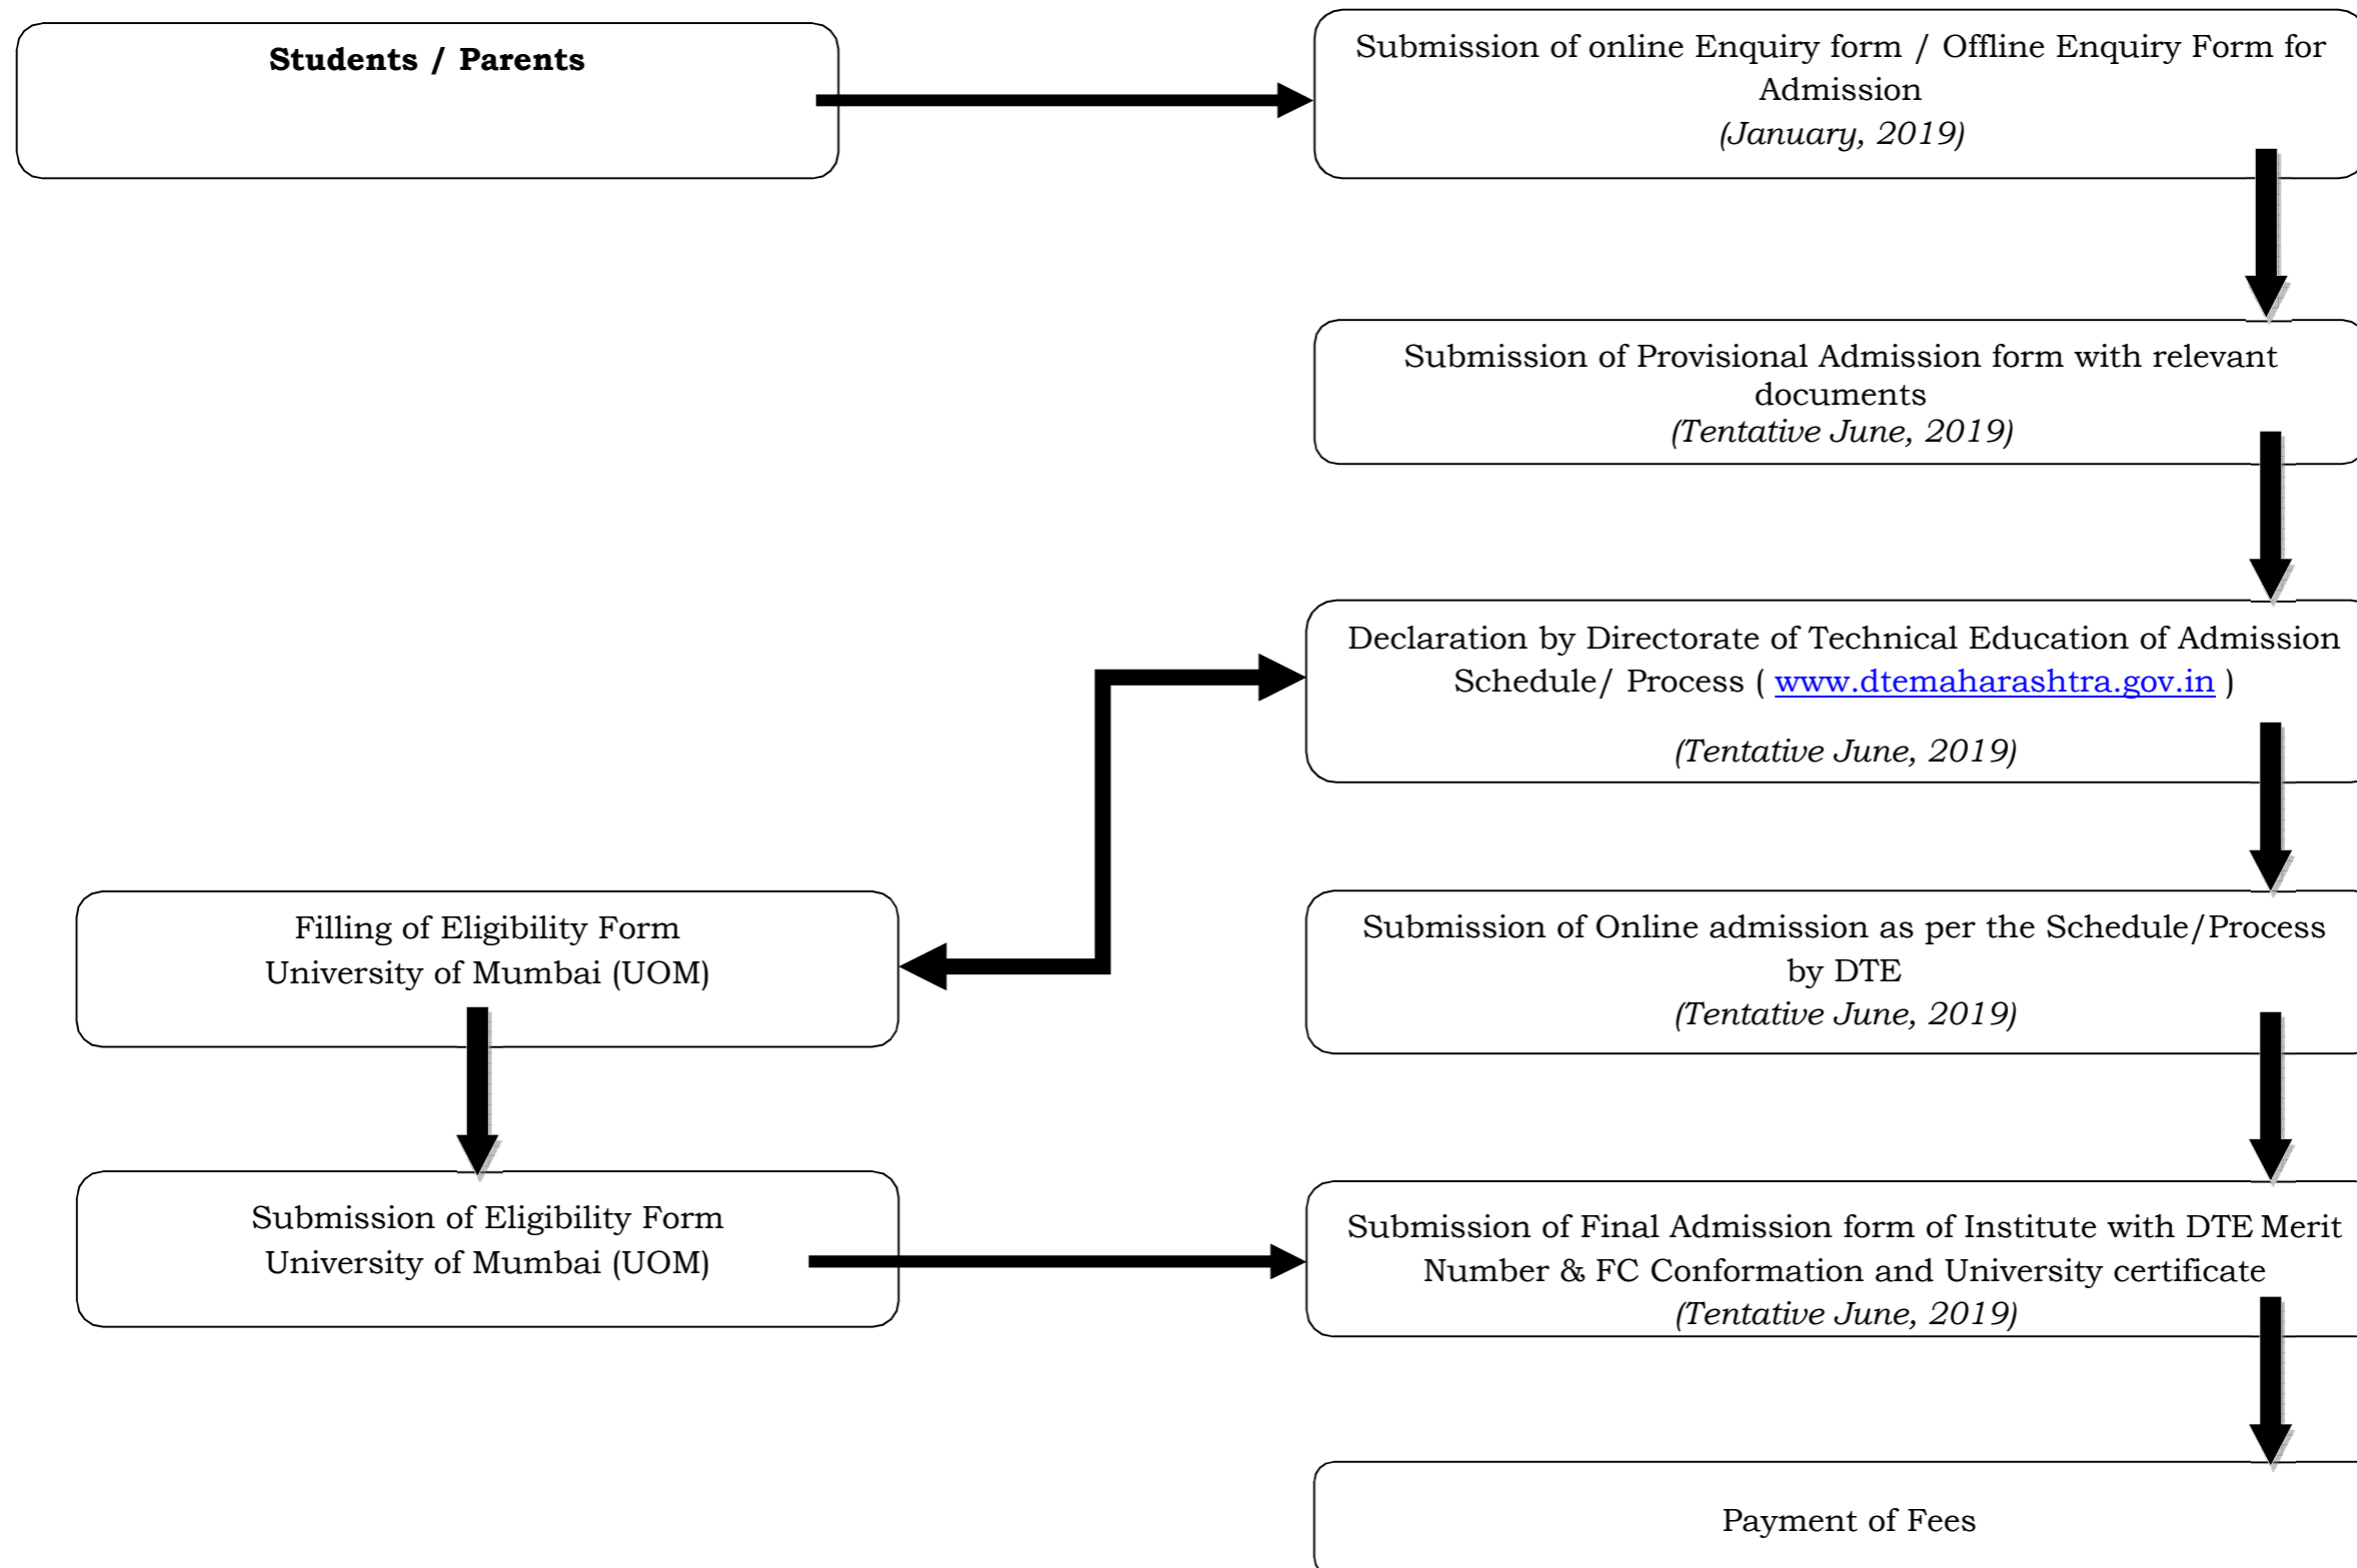 Students / Parents
Submission of online Enquiry form / Offline Enquiry Form for
Admission
(January, 2019)
Submission of Provisional Admission form with relevant
documents
(Tentative June, 2019)
Declaration by Directorate of Technical Education of Admission
Schedule/ Process ( www.dtemaharashtra.gov.in )
(Tentative June, 2019)
Filling of Eligibility Form
University of Mumbai (UOM)
Submission of Online admission as per the Schedule/Process
by DTE
(Tentative June, 2019)
Submission of Eligibility Form
University of Mumbai (UOM)
Submission of Final Admission form of Institute with DTE Merit
Number & FC Conformation and University certificate
(Tentative June, 2019)
Payment of Fees